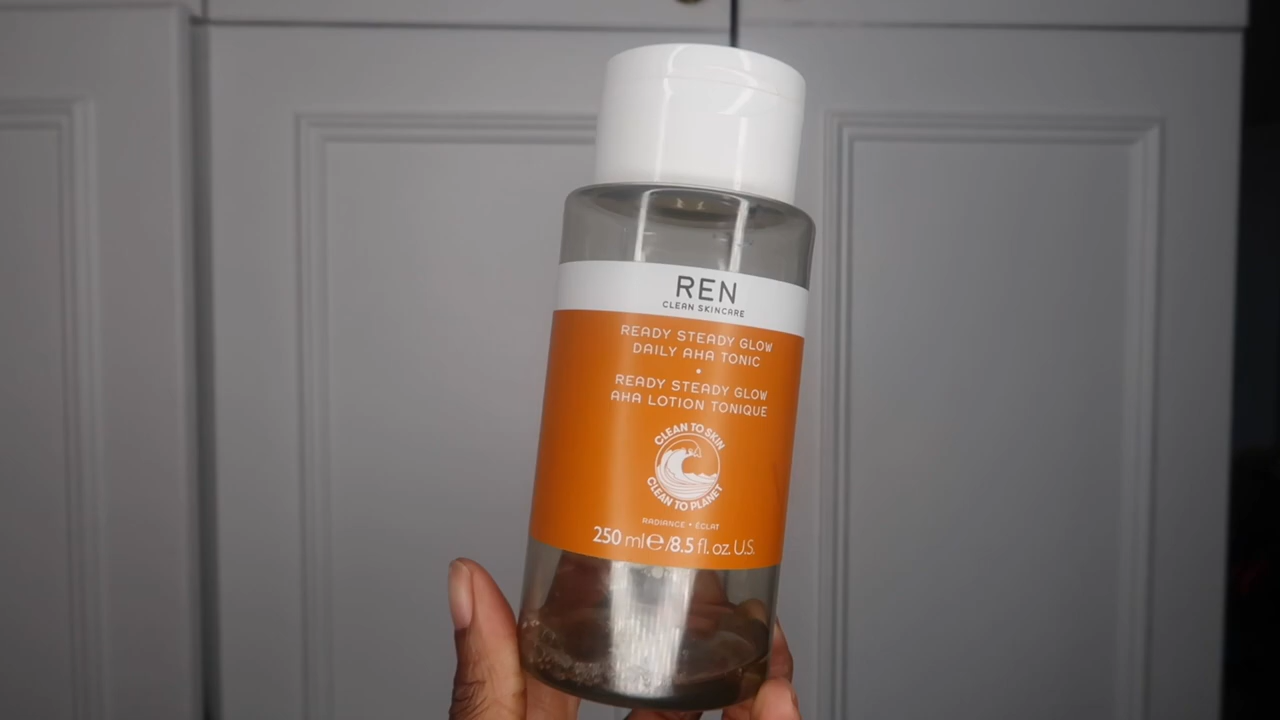 REN
CLEAN SKINCARE
READY STEADY GLOW
DAILY AHA TONIC
•
READY STEADY GLOW
AHA LOTION TONIQUE
CLEAN TO SKIN
CLEAN TO PLANET
RADIANCE • ÉCLAT
250 ml ℮/8.5 fl. oz. U.S.